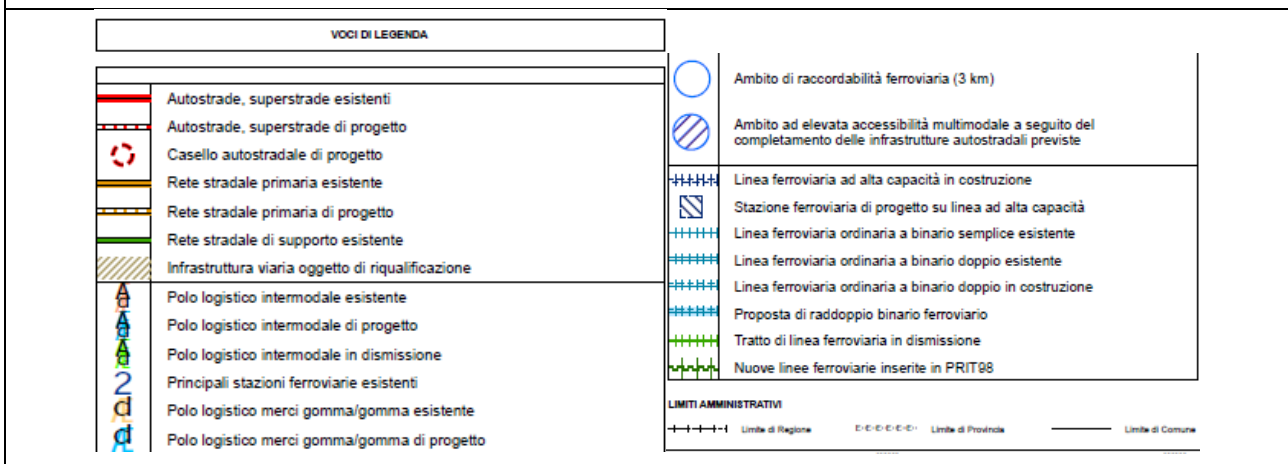 VOCI DI LEGENDA
Autostrade, superstrade esistenti
Autostrade, superstrade di progetto
Casello autostradale di progetto
Rete stradale primaria esistente
Rete stradale primaria di progetto
Rete stradale di supporto esistente
Infrastruttura viaria oggetto di riqualificazione
Polo logistico intermodale esistente
Polo logistico intermodale di progetto
Polo logistico intermodale in dismissione
2 Principali stazioni ferroviarie esistenti
d Polo logistico merci gomma/gomma esistente
d Polo logistico merci gomma/gomma di progetto
Ambito di raccordabilità ferroviaria (3 km)
Ambito ad elevata accessibilità multimodale a seguito del
completamento delle infrastrutture autostradali previste
Linea ferroviaria ad alta capacità in costruzione
Stazione ferroviaria di progetto su linea ad alta capacità
Linea ferroviaria ordinaria a binario semplice esistente
Linea ferroviaria ordinaria a binario doppio esistente
Linea ferroviaria ordinaria a binario doppio in costruzione
Proposta di raddoppio binario ferroviario
Tratto di linea ferroviaria in dismissione
Nuove linee ferroviarie inserite in PRIT98
LIMITI AMMINISTRATIVI
Limite di Regione Limite di Provincia Limite di Comune